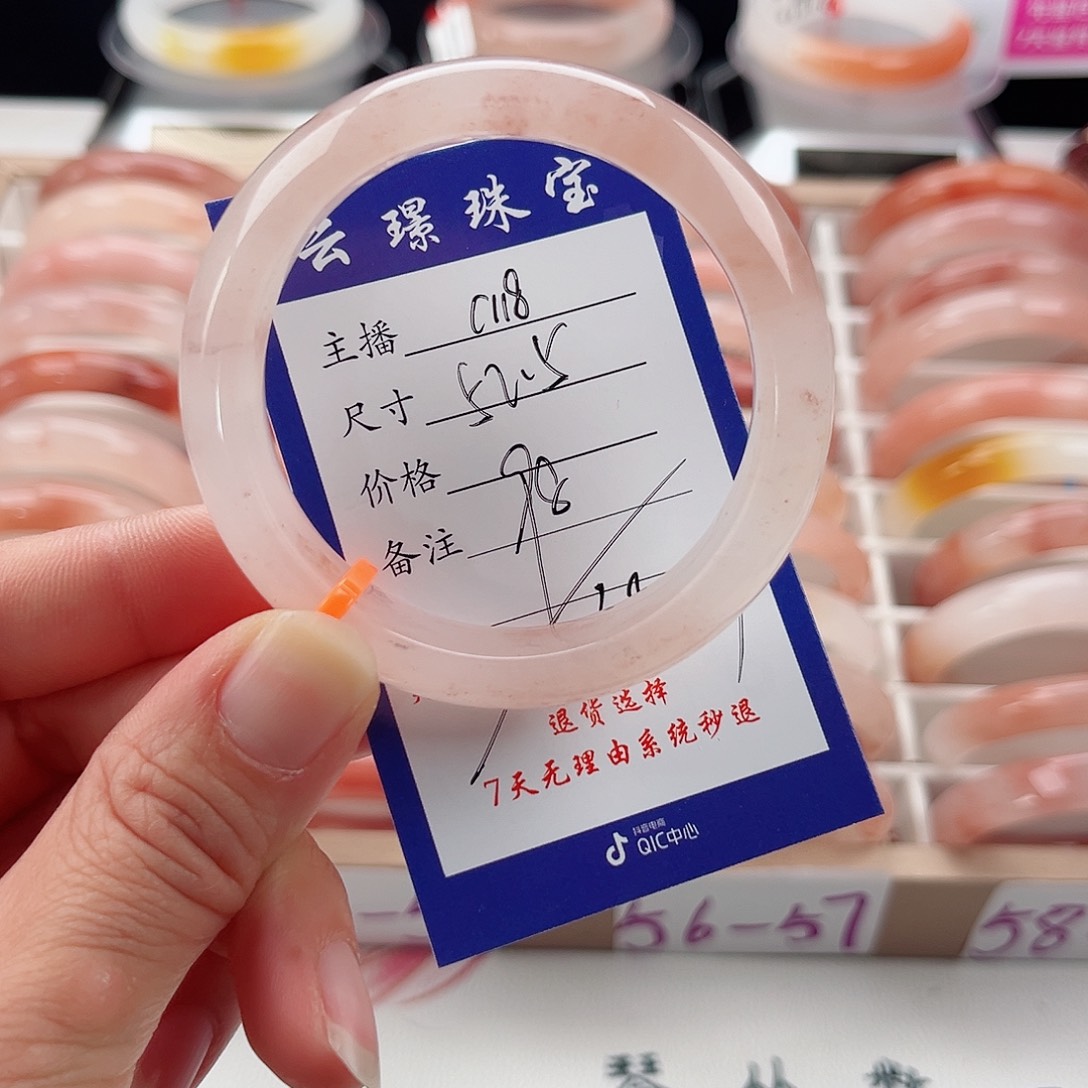 云璟珠宝
主播 C118
尺寸 52.5
价格 98
备注
退货选择
7天无理由系统秒退
抖音电商
QIC中心
56-57
58